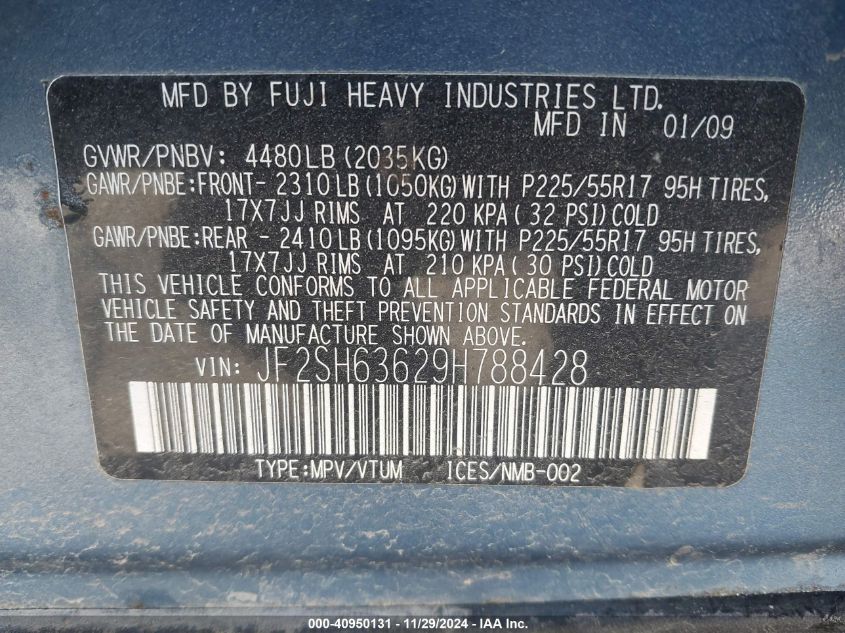 MFD BY FUJI HEAVY INDUSTRIES LTD.
MFD IN 01/09
GVWR/PNBV: 4480LB (2035KG)
GAWR/PNBE:FRONT- 2310LB(1050KG)WITH P225/55R17 95H TIRES,
17X7JJ RIMS AT 220KPA(32 PSI)COLD
GAWR/PNBE:REAR - 2410LB(1095KG)WITH P225/55R17 95H TIRES,
17X7JJ RIMS AT 210KPA(30 PSI)COLD
THIS VEHICLE CONFORMS TO ALL APPLICABLE FEDERAL MOTOR
VEHICLE SAFETY AND THEFT PREVENTION STANDARDS IN EFFECT ON
THE DATE OF MANUFACTURE SHOWN ABOVE.
VIN: JF2SH63629H788428
TYPE:MPV/VTUM ICES/NMB-002
000-40950131 - 11/29/2024 - IAA Inc.